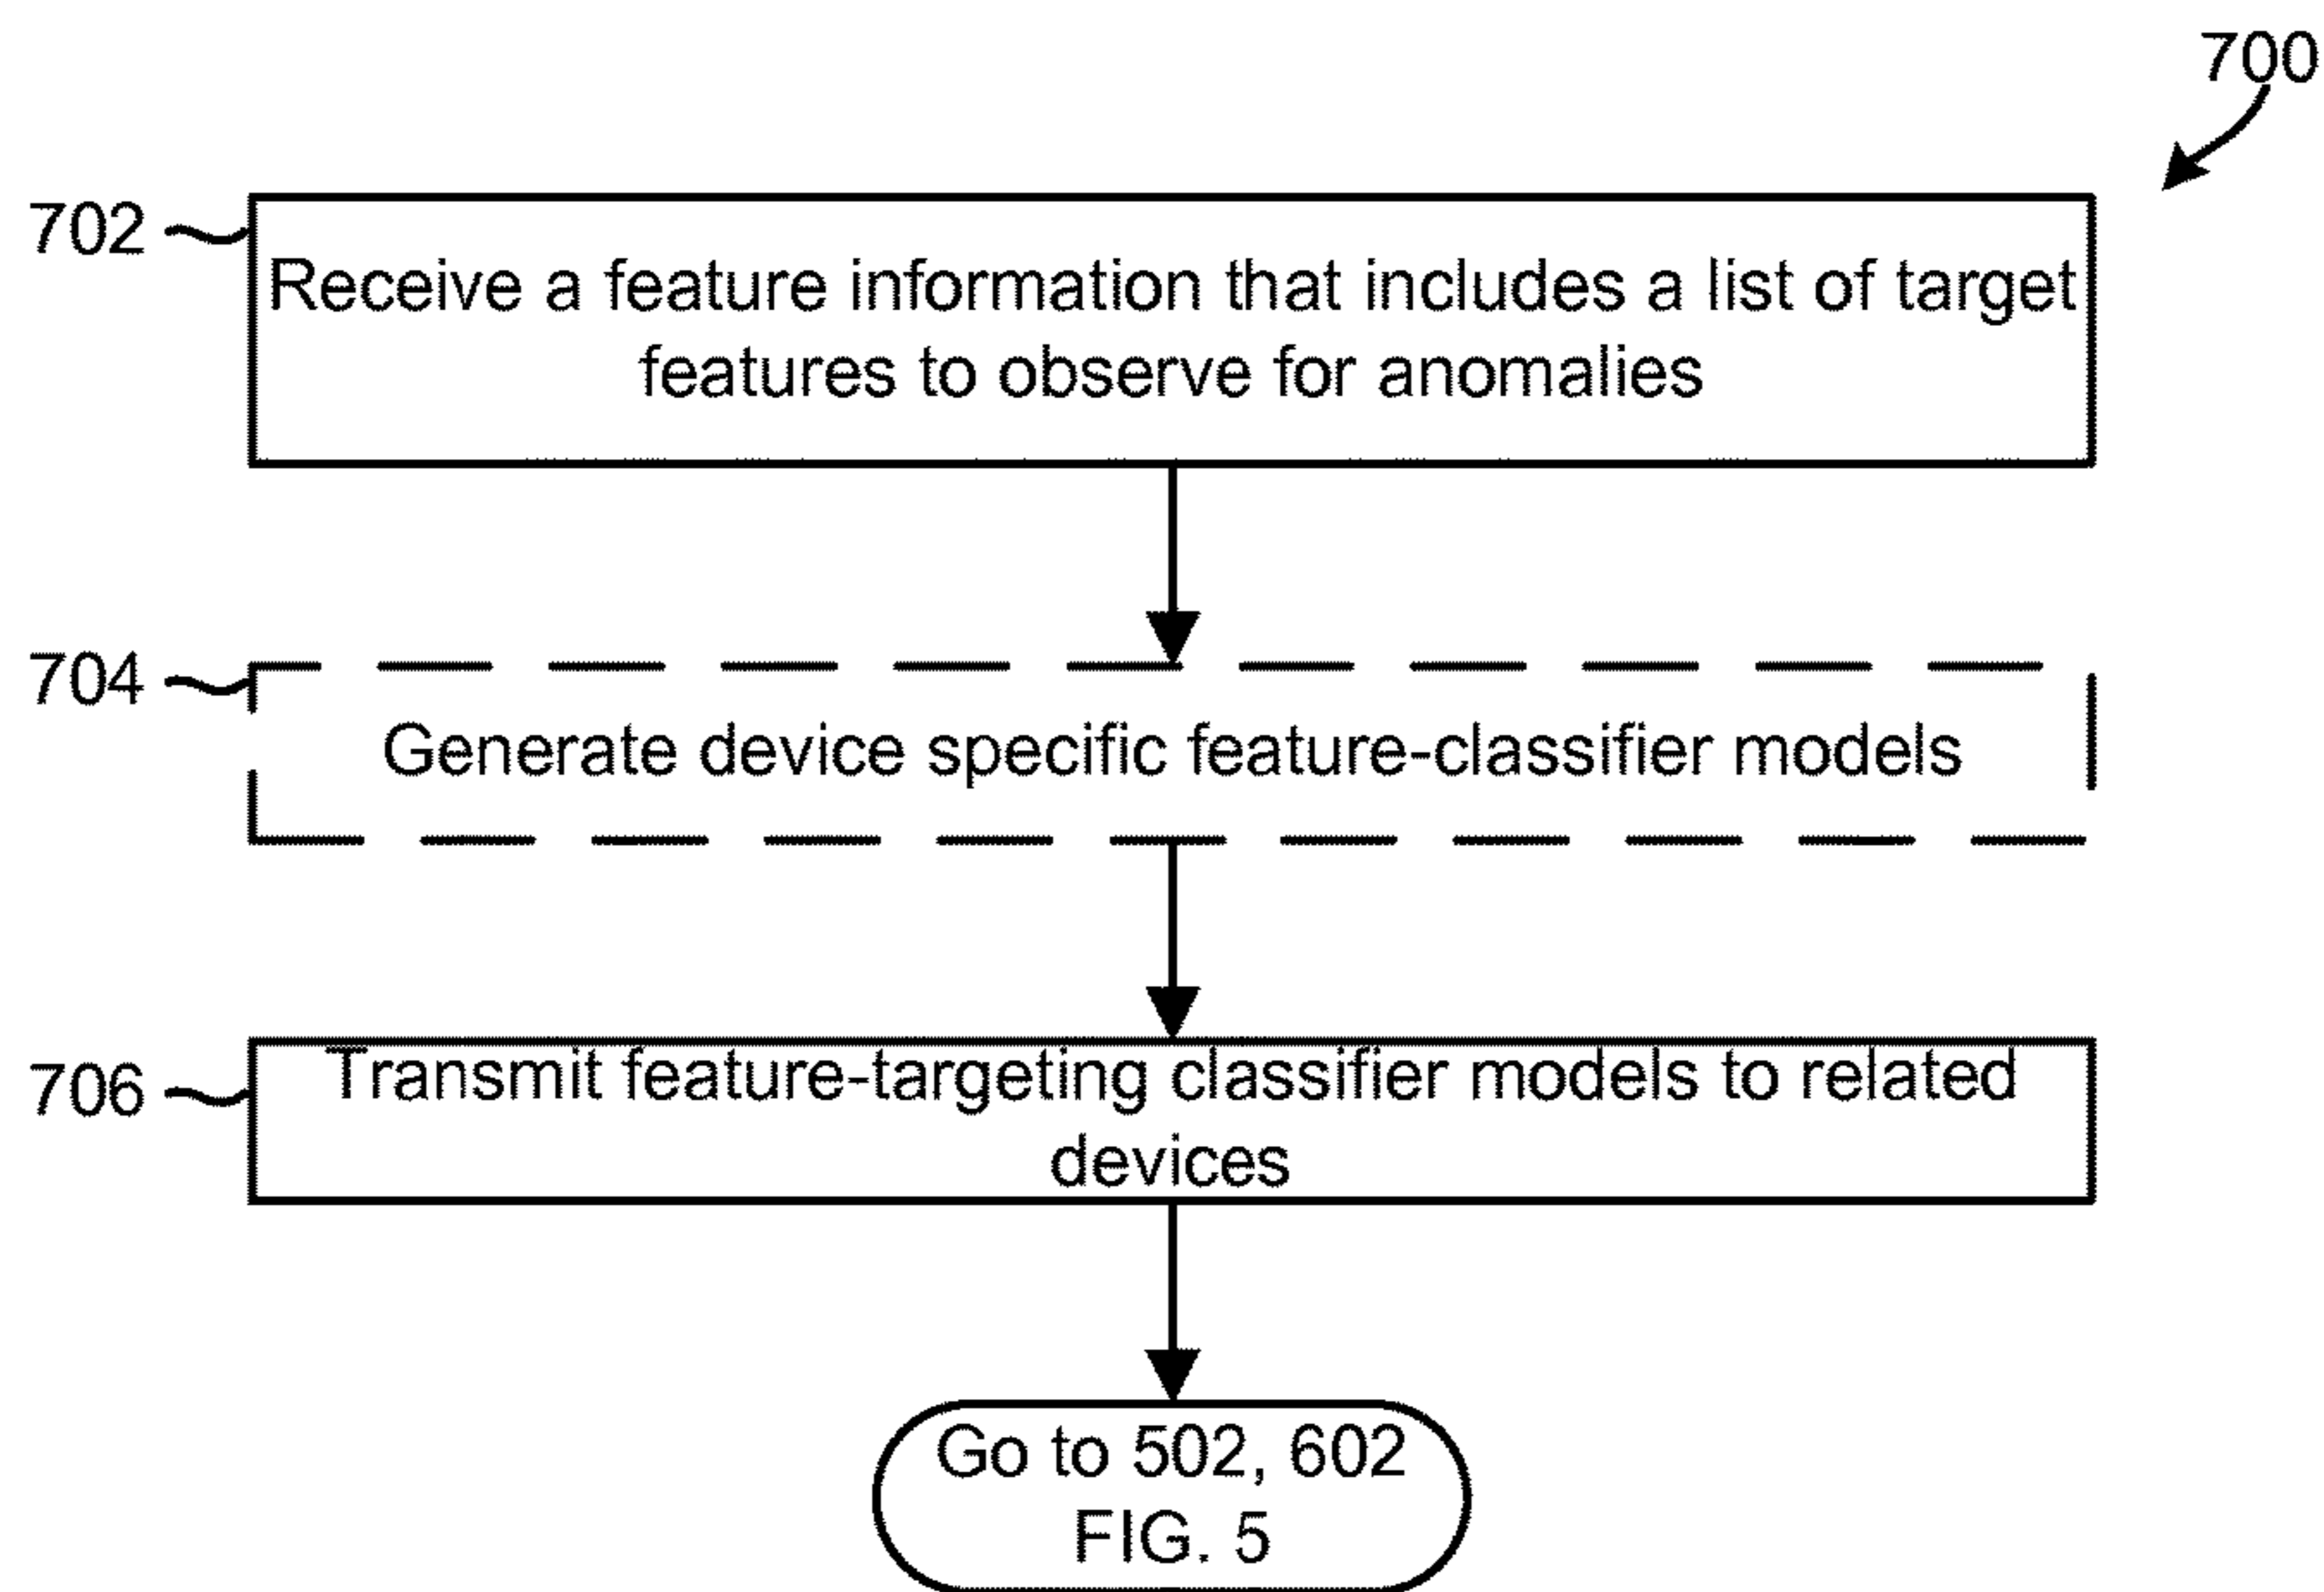 700
702
Receive a feature information that includes a list of target
features to observe for anomalies
704
Generate device specific feature-classifier models
706
Transmit feature-targeting classifier models to related
devices
Go to 502, 602
FIG. 5